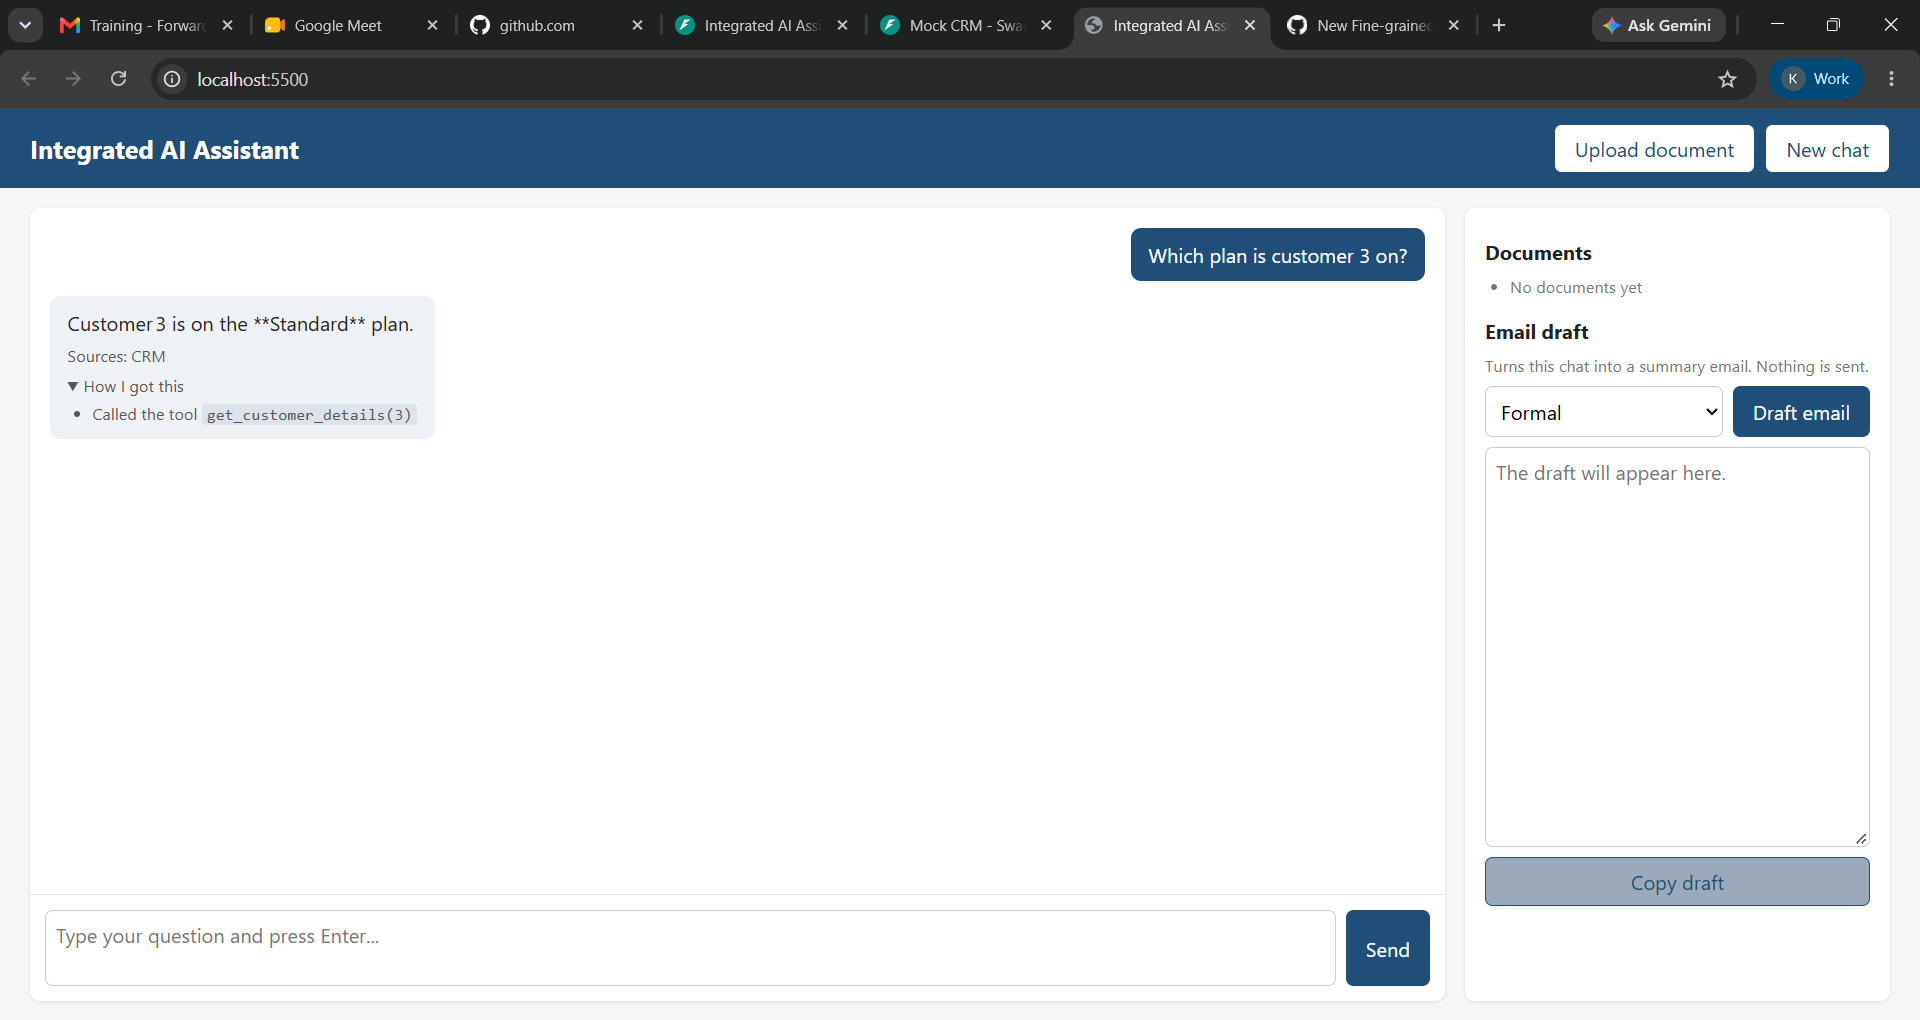 Training - Forward
Google Meet
github.com
Integrated AI Assi
Mock CRM - Swa
Integrated AI Assi
New Fine-grained
Ask Gemini
localhost:5500
K Work
Integrated AI Assistant
Upload document
New chat
Which plan is customer 3 on?
Customer 3 is on the **Standard** plan.
Sources: CRM
▼ How I got this
• Called the tool get_customer_details(3)
Type your question and press Enter...
Send
Documents
• No documents yet
Email draft
Turns this chat into a summary email. Nothing is sent.
Formal
Draft email
The draft will appear here.
Copy draft